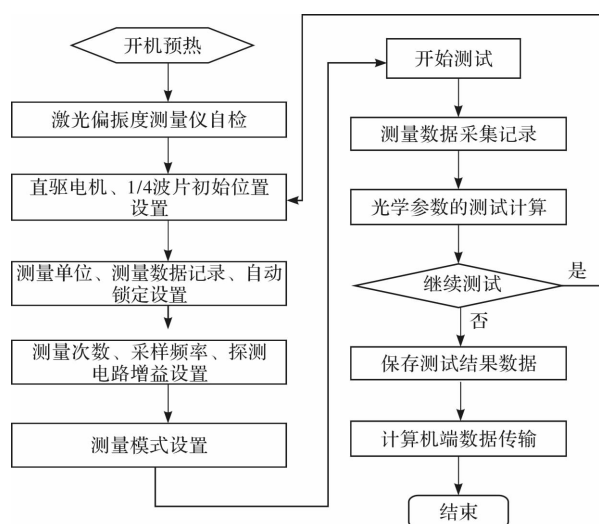 开机预热
激光偏振度测量仪自检
直驱电机、1/4波片初始位置
设置
测量单位、测量数据记录、自动
锁定设置
测量次数、采样频率、探测
电路增益设置
测量模式设置
开始测试
测量数据采集记录
光学参数的测试计算
继续测试
是
否
保存测试结果数据
计算机端数据传输
结束